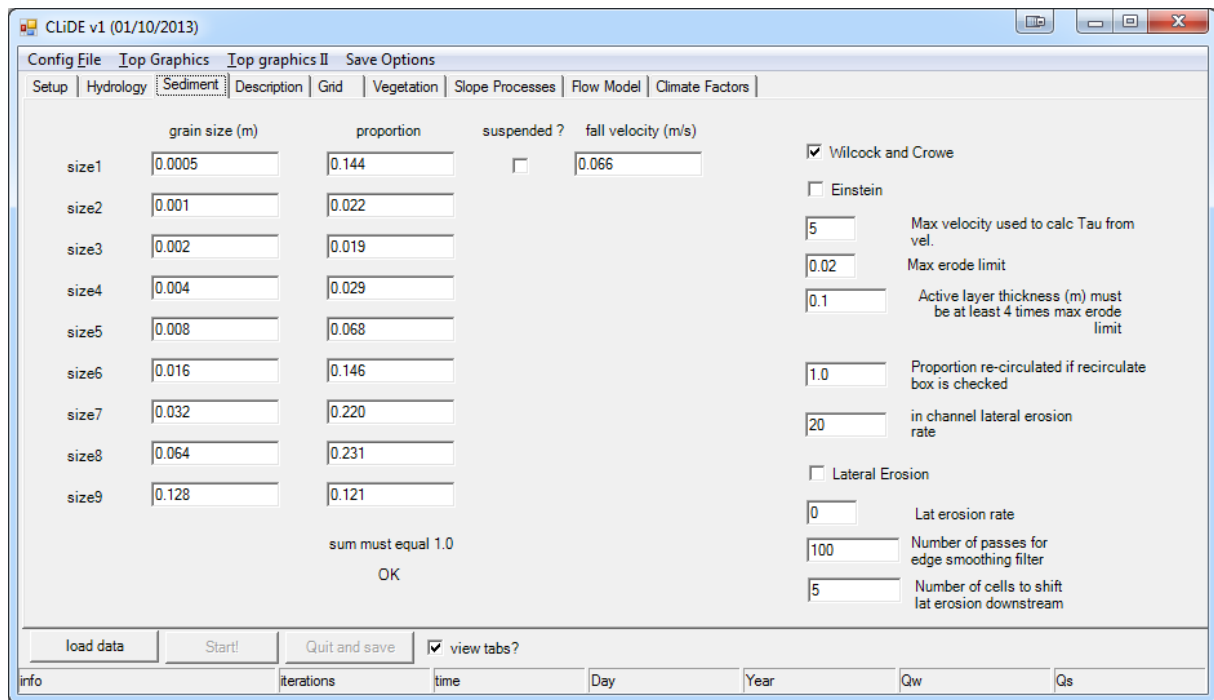 CLiDE v1 (01/10/2013)
Config File Top Graphics Top graphics II Save Options
Setup Hydrology Sediment Description Grid Vegetation Slope Processes Flow Model Climate Factors
grain size (m) proportion suspended ? fall velocity (m/s)
size1 0.0005 0.144 0.066
size2 0.001 0.022
size3 0.002 0.019
size4 0.004 0.029
size5 0.008 0.068
size6 0.016 0.146
size7 0.032 0.220
size8 0.064 0.231
size9 0.128 0.121
sum must equal 1.0
OK
Wilcock and Crowe
Einstein
5 Max velocity used to calc Tau from
vel.
0.02 Max erode limit
0.1 Active layer thickness (m) must
be at least 4 times max erode
limit
1.0 Proportion re-circulated if recirculate
box is checked
20 in channel lateral erosion
rate
Lateral Erosion
0 Lat erosion rate
100 Number of passes for
edge smoothing filter
5 Number of cells to shift
lat erosion downstream
load data Start! Quit and save view tabs?
info iterations time Day Year Qw Qs